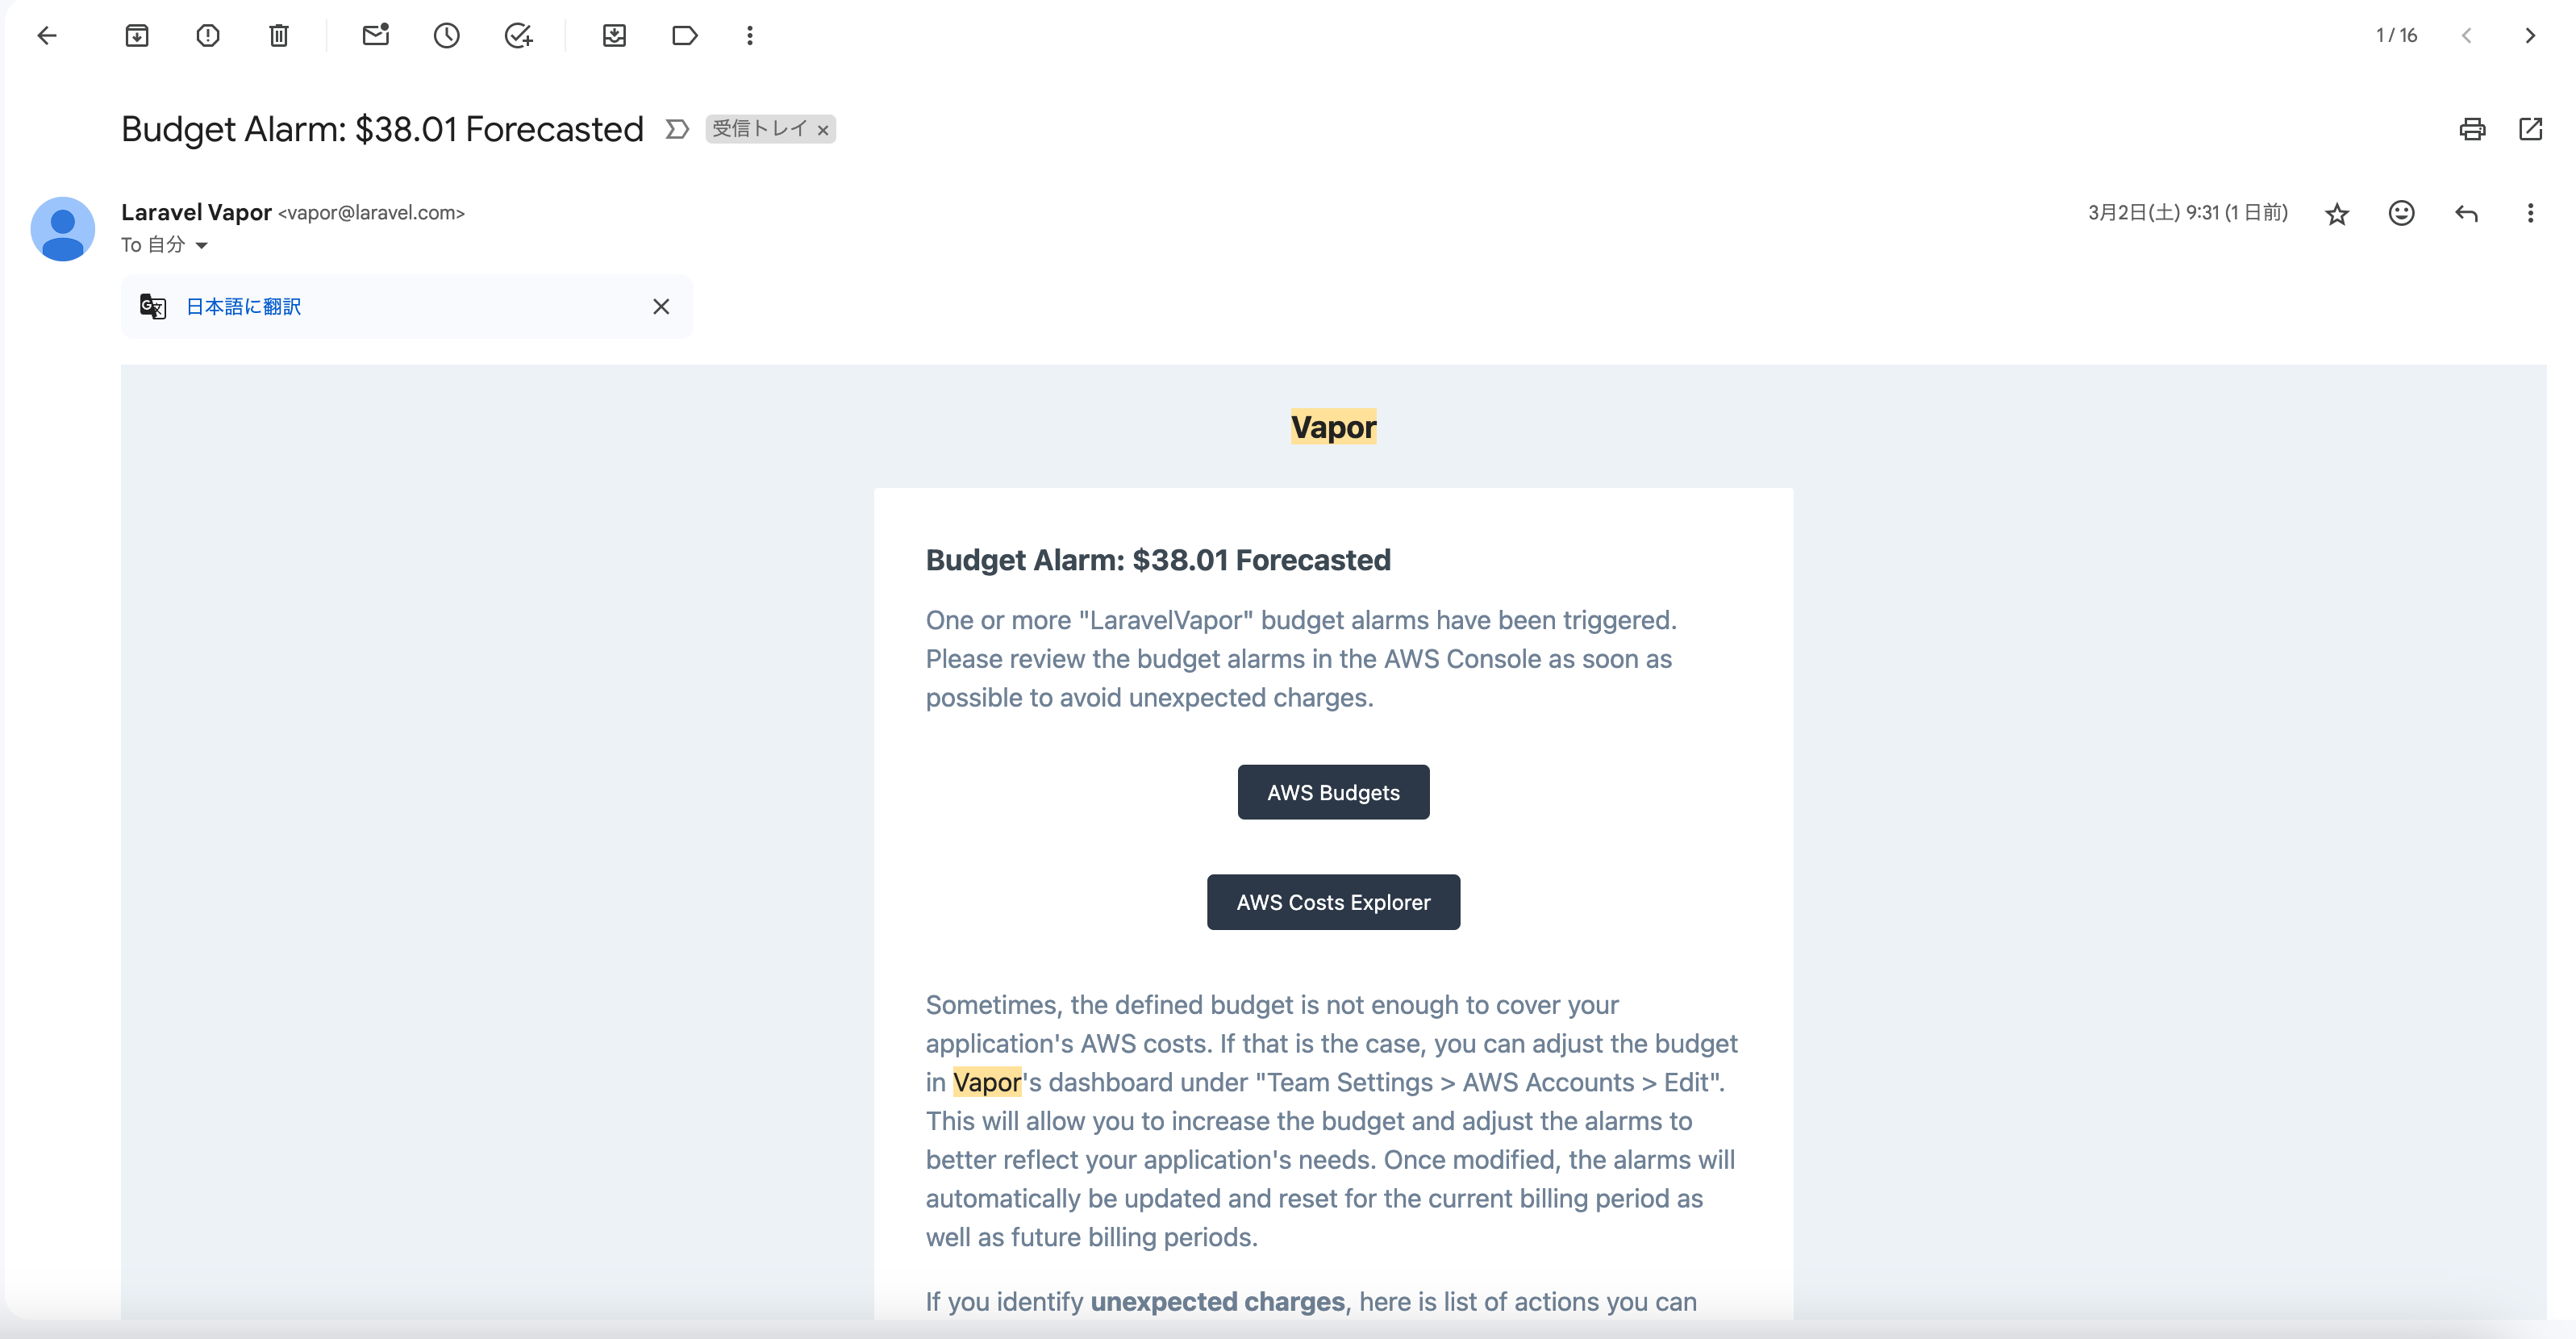 1 / 16
Budget Alarm: $38.01 Forecasted 受信トレイ ×
Laravel Vapor <vapor@laravel.com>
3月2日(土) 9:31 (1 日前)
To 自分
日本語に翻訳
Vapor
Budget Alarm: $38.01 Forecasted
One or more "LaravelVapor" budget alarms have been triggered.
Please review the budget alarms in the AWS Console as soon as
possible to avoid unexpected charges.
AWS Budgets
AWS Costs Explorer
Sometimes, the defined budget is not enough to cover your
application's AWS costs. If that is the case, you can adjust the budget
in Vapor's dashboard under "Team Settings > AWS Accounts > Edit".
This will allow you to increase the budget and adjust the alarms to
better reflect your application's needs. Once modified, the alarms will
automatically be updated and reset for the current billing period as
well as future billing periods.
If you identify unexpected charges, here is list of actions you can